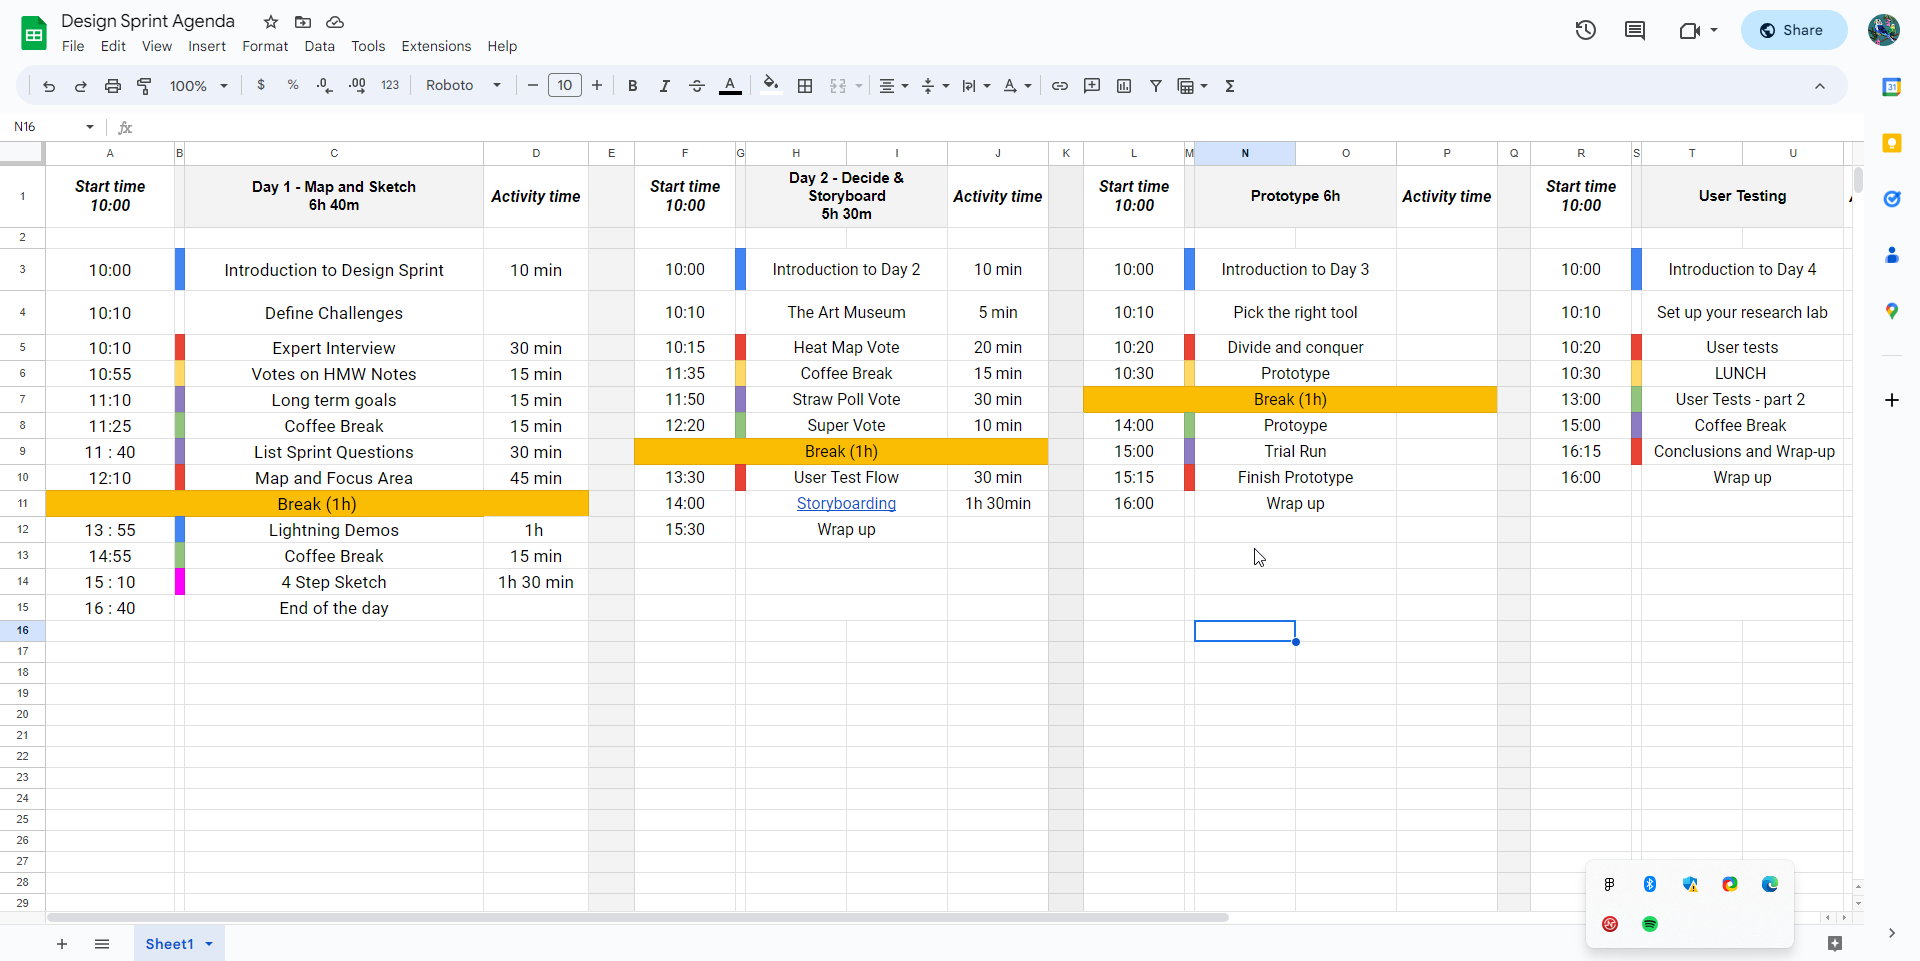 Design Sprint Agenda
File Edit View Insert Format Data Tools Extensions Help
Share
100% $ % .0 .00 123 Roboto 10 B I A
N16 fx
A B C D E F G H I J K L M N O P Q R S T U
1 Start time 10:00 Day 1 - Map and Sketch 6h 40m Activity time Start time 10:00 Day 2 - Decide & Storyboard 5h 30m Activity time Start time 10:00 Prototype 6h Activity time Start time 10:00 User Testing
2
3 10:00 Introduction to Design Sprint 10 min 10:00 Introduction to Day 2 10 min 10:00 Introduction to Day 3 10:00 Introduction to Day 4
4 10:10 Define Challenges 10:10 The Art Museum 5 min 10:10 Pick the right tool 10:10 Set up your research lab
5 10:10 Expert Interview 30 min 10:15 Heat Map Vote 20 min 10:20 Divide and conquer 10:20 User tests
6 10:55 Votes on HMW Notes 15 min 11:35 Coffee Break 15 min 10:30 Prototype 10:30 LUNCH
7 11:10 Long term goals 15 min 11:50 Straw Poll Vote 30 min Break (1h) 13:00 User Tests - part 2
8 11:25 Coffee Break 15 min 12:20 Super Vote 10 min 14:00 Protoype 15:00 Coffee Break
9 11 : 40 List Sprint Questions 30 min Break (1h) 15:00 Trial Run 16:15 Conclusions and Wrap-up
10 12:10 Map and Focus Area 45 min 13:30 User Test Flow 30 min 15:15 Finish Prototype 16:00 Wrap up
11 Break (1h) 14:00 Storyboarding 1h 30min 16:00 Wrap up
12 13 : 55 Lightning Demos 1h 15:30 Wrap up
13 14:55 Coffee Break 15 min
14 15 : 10 4 Step Sketch 1h 30 min
15 16 : 40 End of the day
16
17
18
19
20
21
22
23
24
25
26
27
28
29
Sheet1
31